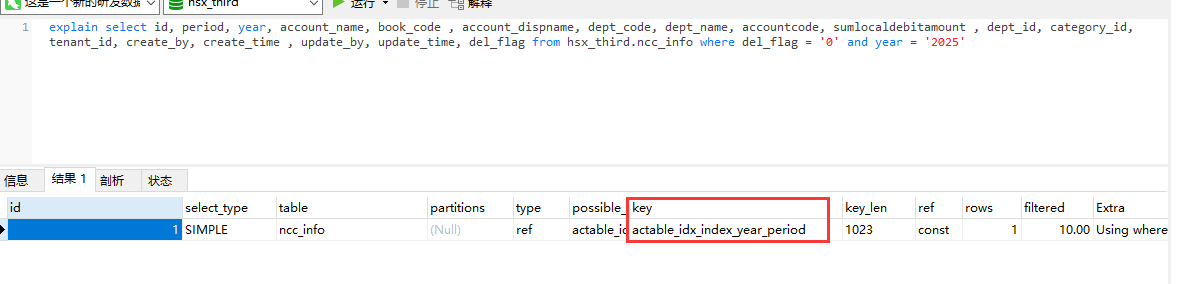 这是一个新的研发数据 hsx_third 运行 停止 解释
1 explain select id, period, year, account_name, book_code , account_dispname, dept_code, dept_name, accountcode, sumlocaldebitamount , dept_id, category_id,
tenant_id, create_by, create_time , update_by, update_time, del_flag from hsx_third.ncc_info where del_flag = '0' and year = '2025'
信息 结果 1 剖析 状态
id select_type table partitions type possible_ key key_len ref rows filtered Extra
1 SIMPLE ncc_info (Null) ref actable_id actable_idx_index_year_period 1023 const 1 10.00 Using where